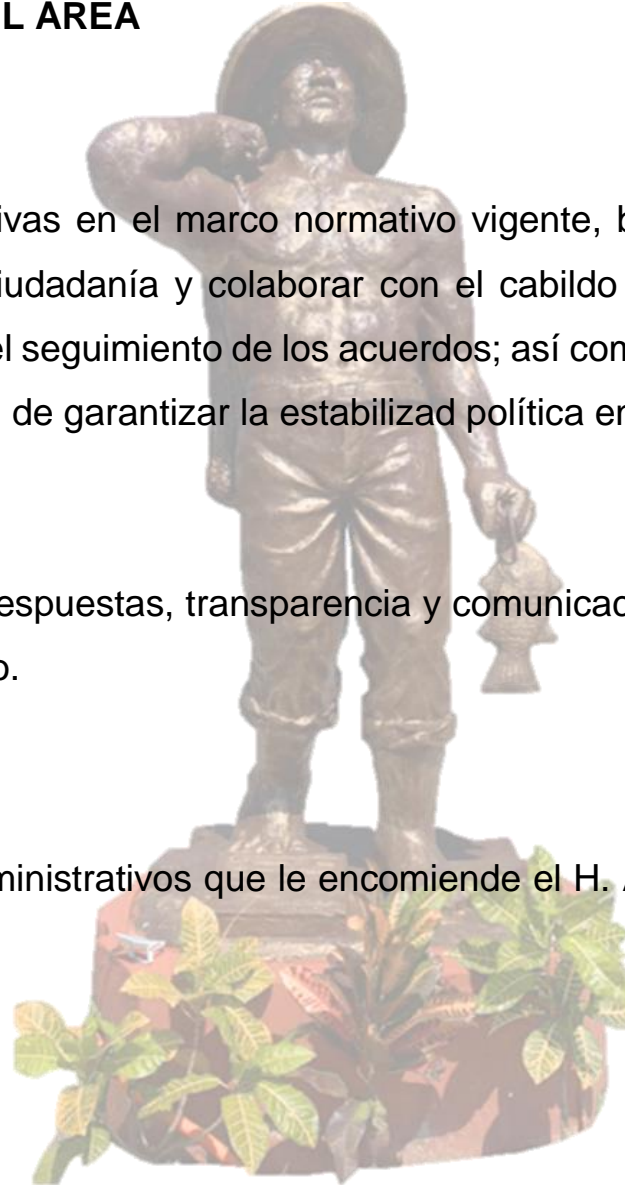 L ÁREA
ivas en el marco normativo vigente, b
iudadanía y colaborar con el cabildo
el seguimiento de los acuerdos; así com
de garantizar la estabilizad política en
espuestas, transparencia y comunicac
o.
ministrativos que le encomiende el H. A